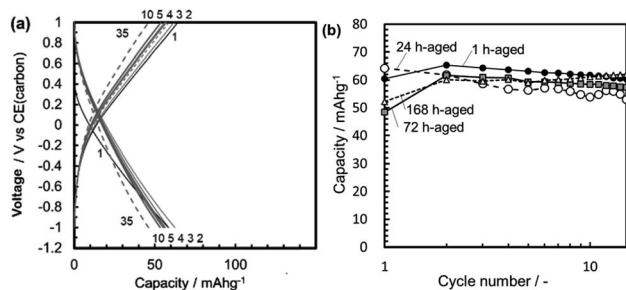 (a)
Voltage / V vs CE(carbon)
1
0.8
0.6
0.4
0.2
0
-0.2
-0.4
-0.6
-0.8
-1
-1.2
35
10 5 4 3 2
1
1
35
10 5 4 3 2
0 50 100 150
Capacity / mAhg-1
(b)
Capacity / mAhg-1
80
70
60
50
40
30
20
10
0
24 h-aged
1 h-aged
168 h-aged
72 h-aged
1 10
Cycle number / -